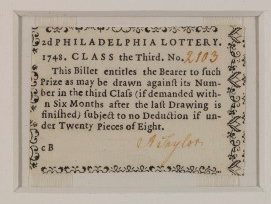 2d PHILADELPHIA LOTTERY.
1748. CLASS the Third. No. 2103
This Billet entitles the Bearer to such
Prize as may be drawn against its Num-
ber in the third Class (if demanded with-
n Six Months after the last Drawing is
finished) subject to no Deduction if un-
der Twenty Pieces of Eight.
c B
A Taylor